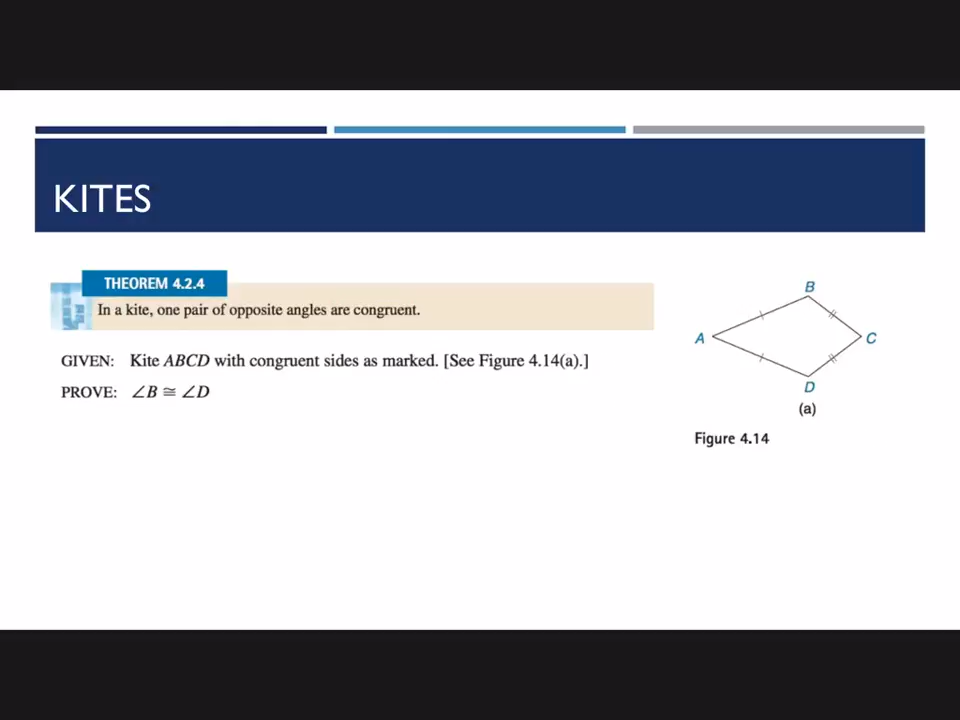 KITES
THEOREM 4.2.4
In a kite, one pair of opposite angles are congruent.
GIVEN: Kite ABCD with congruent sides as marked. [See Figure 4.14(a).]
PROVE: ∠B ≅ ∠D
B
A
C
D
(a)
Figure 4.14